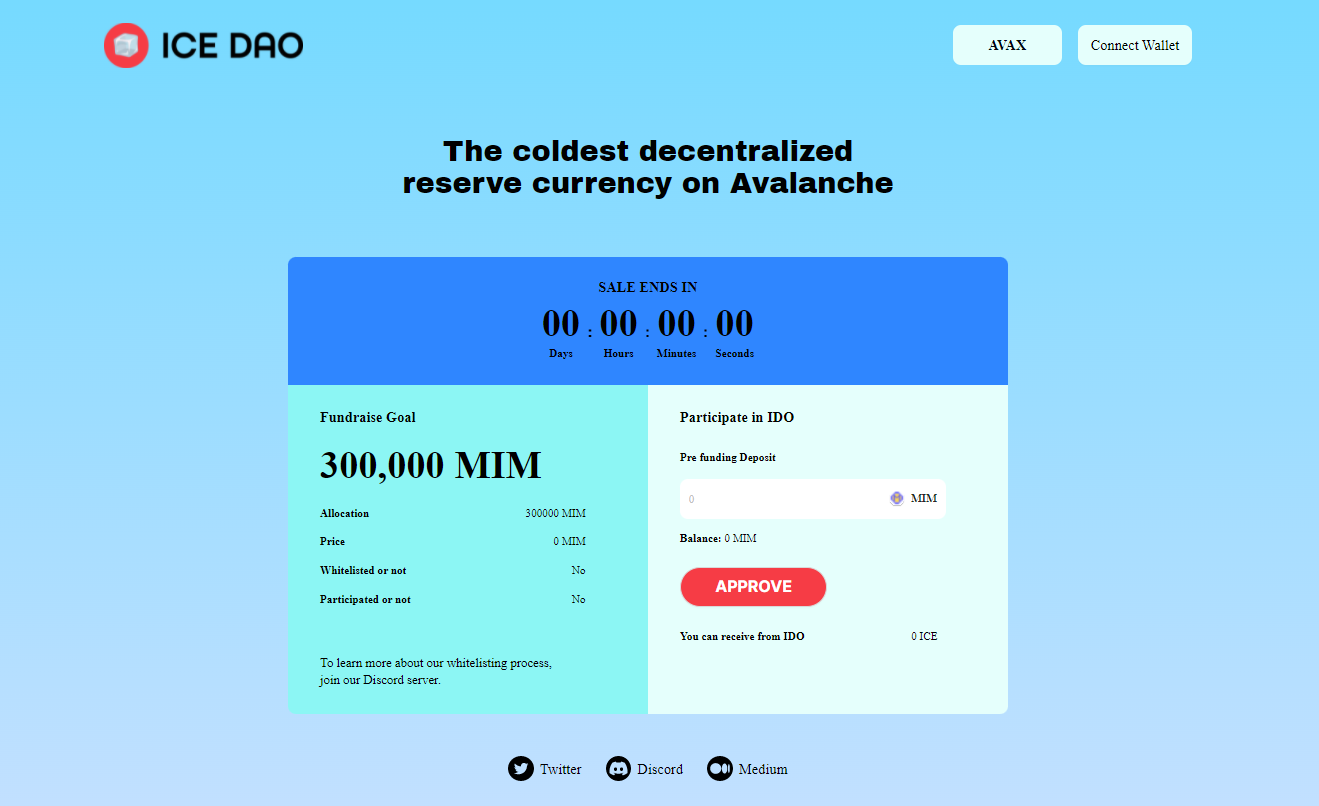 ICE DAO
AVAX
Connect Wallet
The coldest decentralized
reserve currency on Avalanche
SALE ENDS IN
00 : 00 : 00 : 00
Days Hours Minutes Seconds
Fundraise Goal
300,000 MIM
Allocation 300000 MIM
Price 0 MIM
Whitelisted or not No
Participated or not No
To learn more about our whitelisting process,
join our Discord server.
Participate in IDO
Pre funding Deposit
0 MIM
Balance: 0 MIM
APPROVE
You can receive from IDO 0 ICE
Twitter Discord Medium